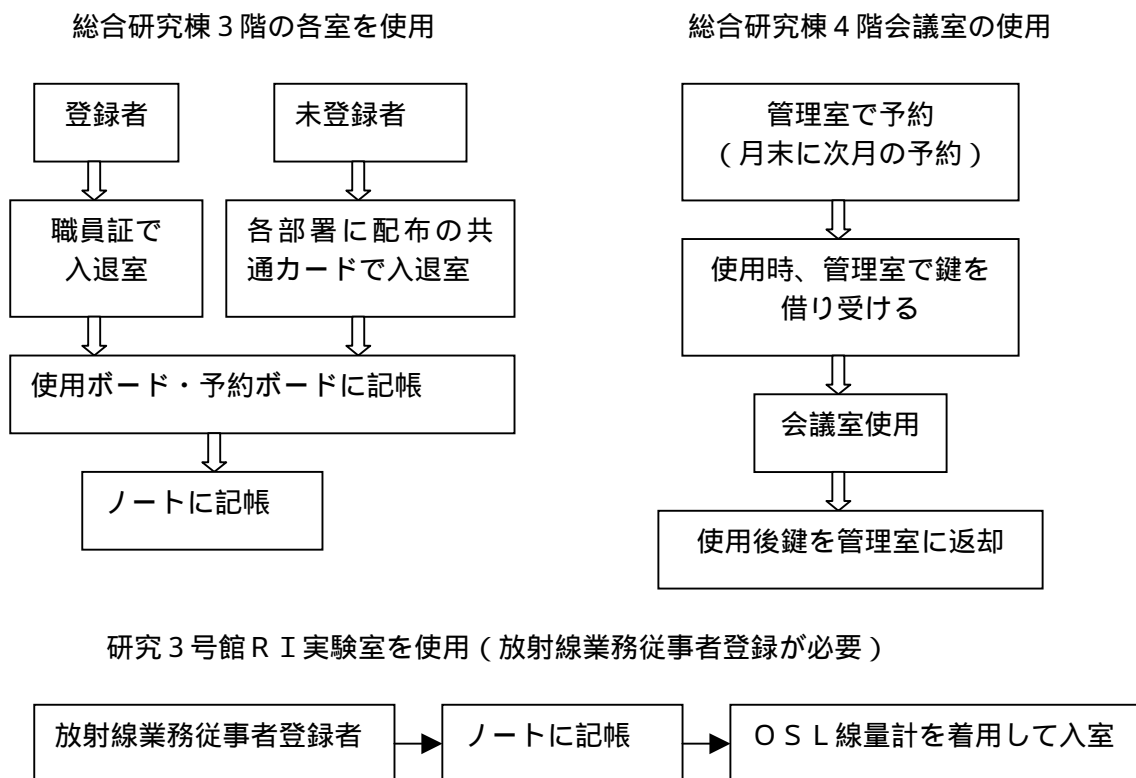 総合研究棟３階の各室を使用
登録者
未登録者
職員証で
入退室
各部署に配布の共
通カードで入退室
使用ボード・予約ボードに記帳
ノートに記帳
総合研究棟４階会議室の使用
管理室で予約
（月末に次月の予約）
使用時、管理室で鍵を
借り受ける
会議室使用
使用後鍵を管理室に返却
研究３号館ＲＩ実験室を使用（放射線業務従事者登録が必要）
放射線業務従事者登録者
ノートに記帳
ＯＳＬ線量計を着用して入室